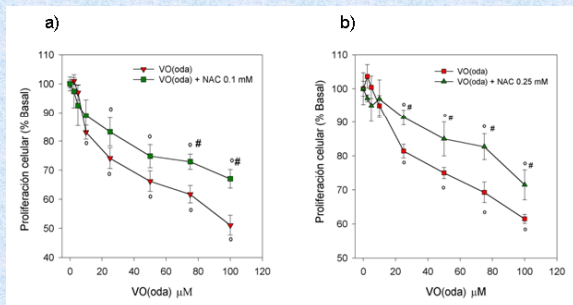 a)
VO(oda)
VO(oda) + NAC 0.1 mM
Proliferación celular (% Basal)
110
100
90
80
70
60
50
40
0 20 40 60 80 100 120
VO(oda) μM
b)
VO(oda)
VO(oda) + NAC 0.25 mM
Proliferación celular (% Basal)
110
100
90
80
70
60
50
0 20 40 60 80 100 120
VO(oda) μM